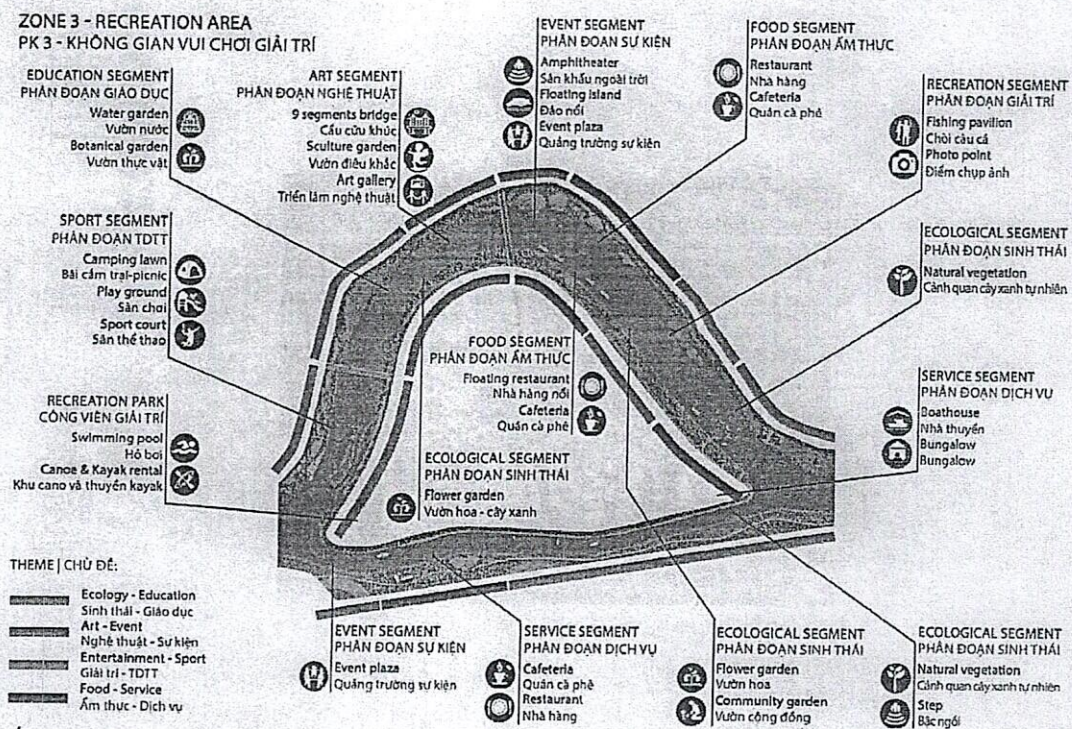 ZONE 3 - RECREATION AREA
PK 3 - KHÔNG GIAN VUI CHƠI GIẢI TRÍ
EDUCATION SEGMENT
PHÂN ĐOẠN GIÁO DỤC
Water garden
Vườn nước
Botanical garden
Vườn thực vật
ART SEGMENT
PHÂN ĐOẠN NGHỆ THUẬT
9 segments bridge
Cầu cửu khúc
Sculture garden
Vườn điêu khắc
Art gallery
Triển lãm nghệ thuật
EVENT SEGMENT
PHÂN ĐOẠN SỰ KIỆN
Amphitheater
Sân khấu ngoài trời
Floating island
Đảo nổi
Event plaza
Quảng trường sự kiện
FOOD SEGMENT
PHÂN ĐOẠN ẨM THỰC
Restaurant
Nhà hàng
Cafeteria
Quán cà phê
RECREATION SEGMENT
PHÂN ĐOẠN GIẢI TRÍ
Fishing pavilion
Chòi câu cá
Photo point
Điểm chụp ảnh
SPORT SEGMENT
PHÂN ĐOẠN TDTT
Camping lawn
Bãi cắm trại-picnic
Play ground
Sân chơi
Sport court
Sân thể thao
ECOLOGICAL SEGMENT
PHÂN ĐOẠN SINH THÁI
Natural vegetation
Cảnh quan cây xanh tự nhiên
FOOD SEGMENT
PHÂN ĐOẠN ẨM THỰC
Floating restaurant
Nhà hàng nổi
Cafeteria
Quán cà phê
SERVICE SEGMENT
PHÂN ĐOẠN DỊCH VỤ
Boathouse
Nhà thuyền
Bungalow
Bungalow
RECREATION PARK
CÔNG VIÊN GIẢI TRÍ
Swimming pool
Hồ bơi
Canoe & Kayak rental
Khu cano và thuyền kayak
ECOLOGICAL SEGMENT
PHÂN ĐOẠN SINH THÁI
Flower garden
Vườn hoa - cây xanh
THEME | CHỦ ĐỀ:
Ecology - Education
Sinh thái - Giáo dục
Art - Event
Nghệ thuật - Sự kiện
Entertainment - Sport
Giải trí - TDTT
Food - Service
Ẩm thực - Dịch vụ
EVENT SEGMENT
PHÂN ĐOẠN SỰ KIỆN
Event plaza
Quảng trường sự kiện
SERVICE SEGMENT
PHÂN ĐOẠN DỊCH VỤ
Cafeteria
Quán cà phê
Restaurant
Nhà hàng
ECOLOGICAL SEGMENT
PHÂN ĐOẠN SINH THÁI
Flower garden
Vườn hoa
Community garden
Vườn cộng đồng
ECOLOGICAL SEGMENT
PHÂN ĐOẠN SINH THÁI
Natural vegetation
Cảnh quan cây xanh tự nhiên
Step
Bậc ngồi